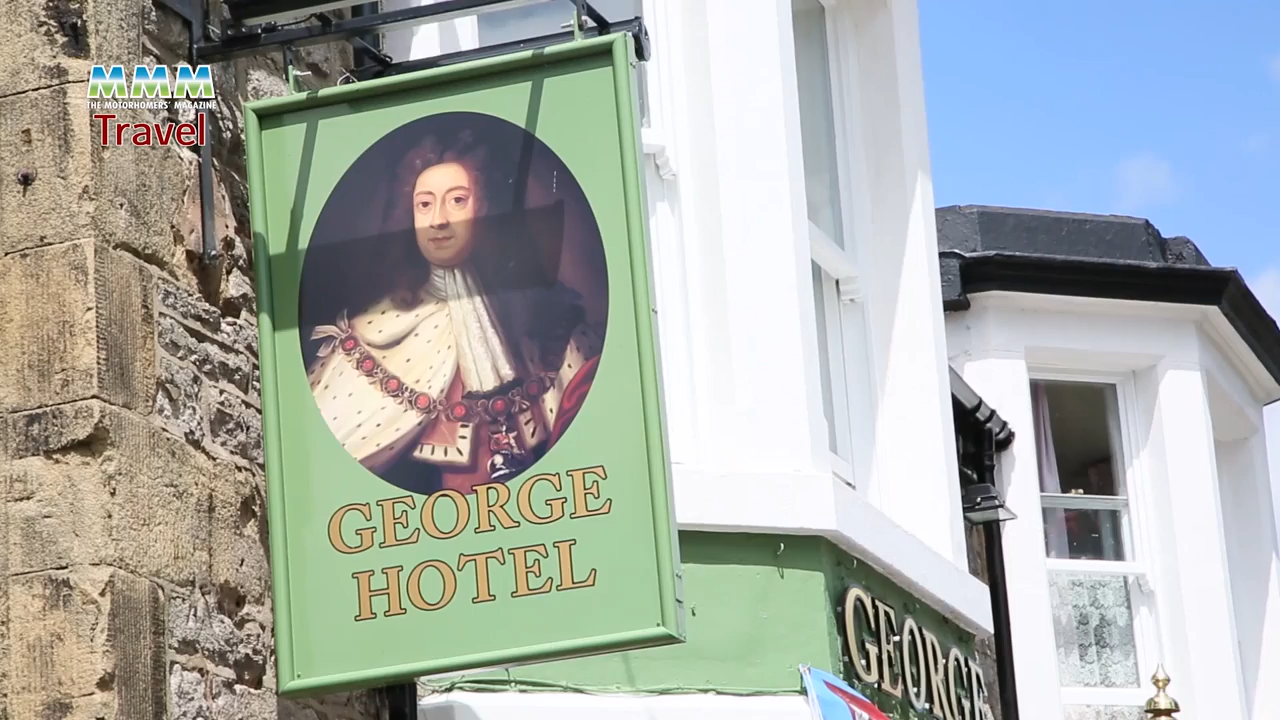 MMM
THE MOTORHOMERS' MAGAZINE
Travel
GEORGE
HOTEL
GEORGE